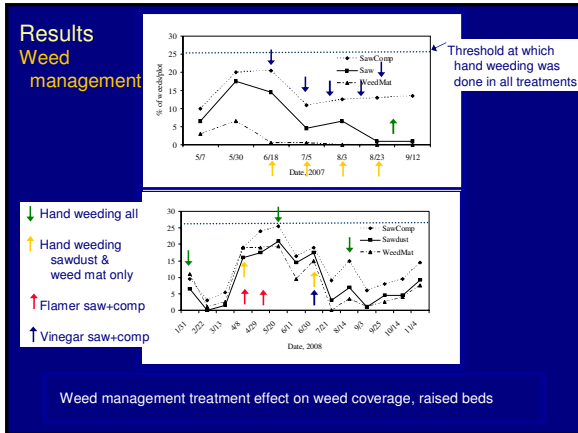 Results
Weed
management
30
25
20
15
10
5
0
% of weeds/plot
5/7
5/30
6/18
7/5
8/3
8/23
9/12
Date, 2007
SawComp
Saw
WeedMat
Threshold at which
hand weeding was
done in all treatments
Hand weeding all
Hand weeding
sawdust &
weed mat only
Flamer saw+comp
Vinegar saw+comp
30
25
20
15
10
5
0
1/31
2/22
3/13
4/8
4/29
5/20
6/11
6/30
7/21
8/14
9/3
9/25
10/14
11/4
Date, 2008
SawComp
Sawdust
WeedMat
Weed management treatment effect on weed coverage, raised beds